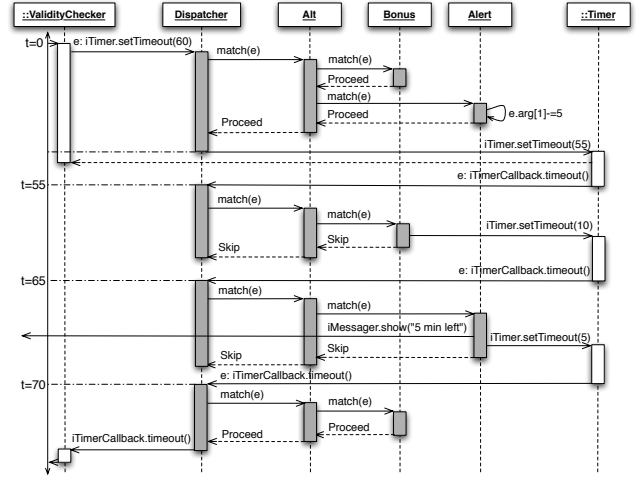 ::ValidityChecker Dispatcher Alt Bonus Alert ::Timer
t=0 e: iTimer.setTimeout(60)
match(e)
match(e)
Proceed
match(e)
e.arg[1]-=5
Proceed Proceed
iTimer.setTimeout(55)
e: iTimerCallback.timeout()
t=55
match(e)
match(e)
iTimer.setTimeout(10)
Skip Skip
e: iTimerCallback.timeout()
t=65
match(e)
match(e)
iMessager.show("5 min left")
iTimer.setTimeout(5)
Skip Skip
e: iTimerCallback.timeout()
t=70
match(e)
match(e)
Proceed Proceed
iTimerCallback.timeout()